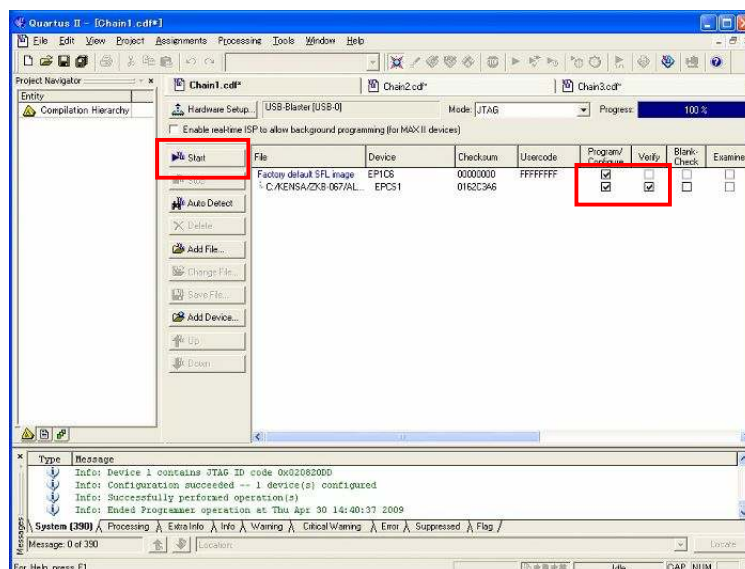 Quartus II - [Chain1.cdf*]
File Edit View Project Assignments Processing Tools Window Help
Project Navigator
Entity
Compilation Hierarchy
Chain1.cdf*
Chain2.cdf*
Chain3.cdf*
Hardware Setup...
USB-Blaster [USB-0]
Mode: JTAG
Progress: 100 %
Enable real-time ISP to allow background programming (for MAX II devices)
Start
Stop
Auto Detect
Delete
Add File...
Change File...
Save File...
Add Device...
Up
Down
File Device Checksum Usercode Program/ Configure Verify Blank- Check Examine
Factory default SFL image EP1C6 00000000 FFFFFFFF
C:/KENSA/ZKB-067/AL... EPCS1 0162C3A6
Type Message
Info: Device 1 contains JTAG ID code 0x020820DD
Info: Configuration succeeded -- 1 device(s) configured
Info: Successfully performed operation(s)
Info: Ended Programmer operation at Thu Apr 30 14:40:37 2009
System (390) Processing Extra Info Info Warning Critical Warning Error Suppressed Flag
Messages
Message: 0 of 390
Location:
Locate
For Help, press F1
Idle
CAP NUM